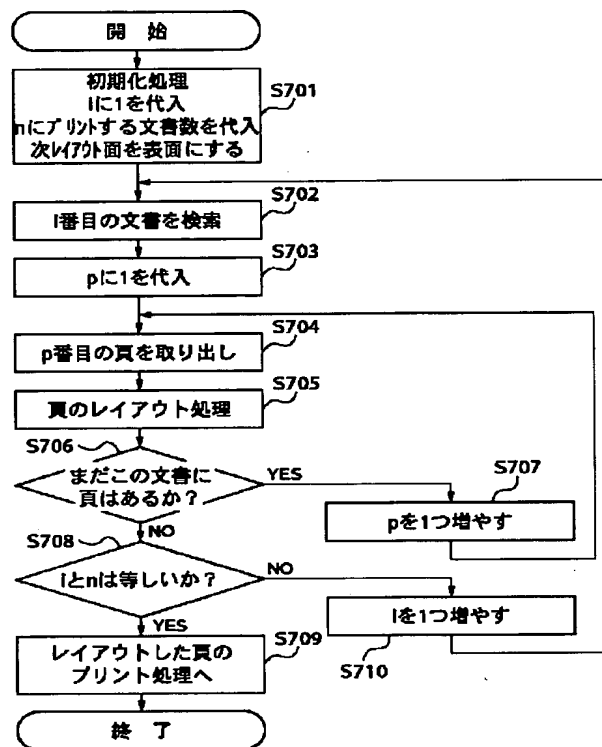 開 始
初期化処理
iに1を代入
nにプリントする文書数を代入
次レイアウト面を表面にする
S701
S702
i番目の文書を検索
S703
pに1を代入
S704
p番目の頁を取り出し
S705
頁のレイアウト処理
S706
まだこの文書に
頁はあるか？
YES
S707
pを1つ増やす
NO
S708
iとnは等しいか？
NO
iを1つ増やす
S710
YES
レイアウトした頁の
プリント処理へ
S709
終 了